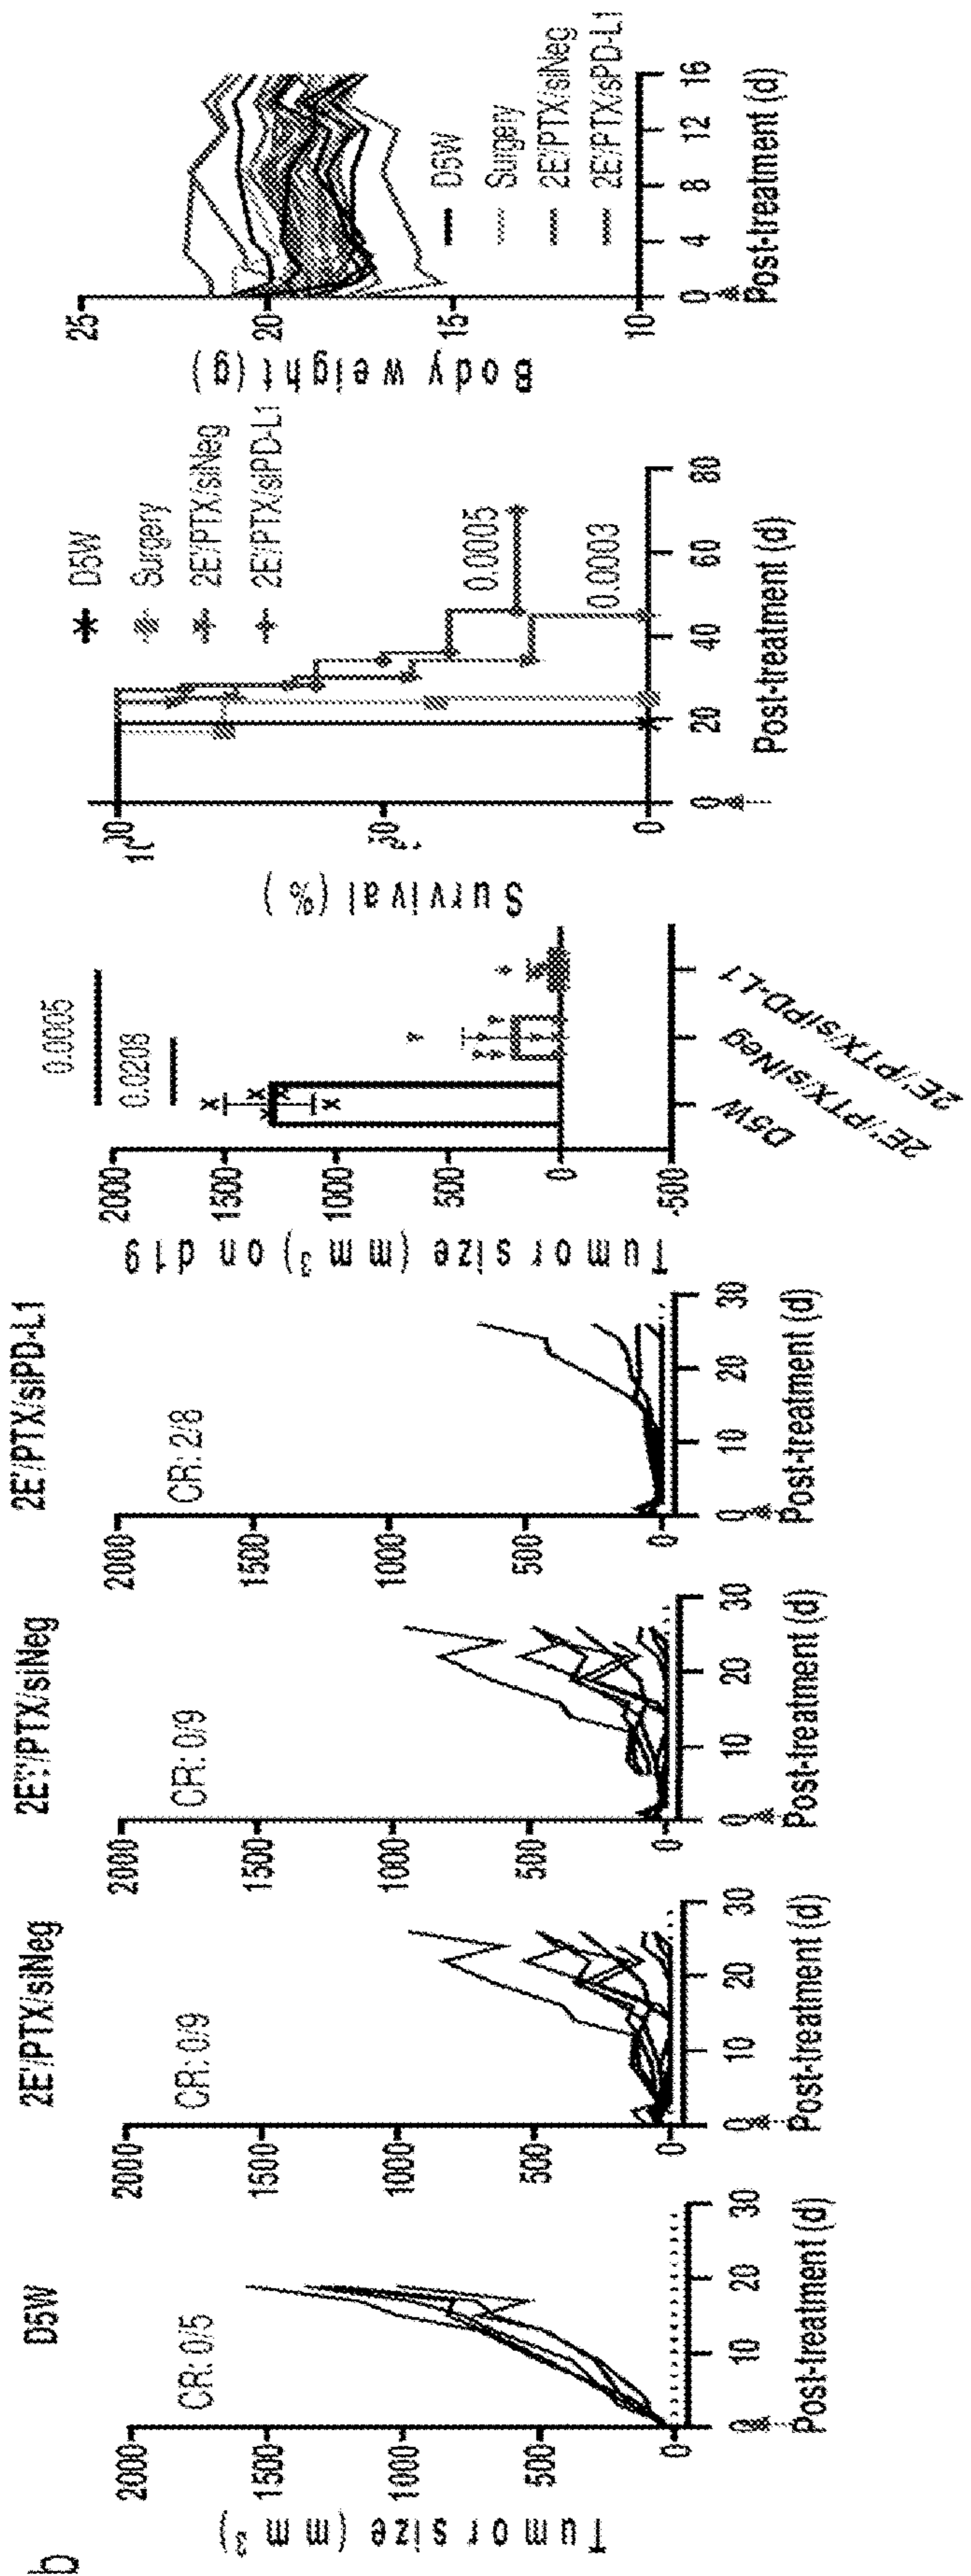 b
D5W
Tumor size (mm³)
2000
1500
1000
500
0
CR: 0/5
0 10 20 30
Post-treatment (d)
2E'/PTX/siNeg
2000
1500
1000
500
0
CR: 0/9
0 10 20 30
Post-treatment (d)
2E'/PTX/siNeg
2000
1500
1000
500
0
CR: 0/9
0 10 20 30
Post-treatment (d)
2E'/PTX/siPD-L1
2000
1500
1000
500
0
CR: 2/8
0 10 20 30
Post-treatment (d)
Tumor size (mm³) on d19
2000
1500
1000
500
0
-500
0.0005
0.0208
D5W
2E'/PTX/siNeg
2E'/PTX/siPD-L1
Survival (%)
100
50
0
D5W
Surgery
2E'/PTX/siNeg
2E'/PTX/siPD-L1
0.0005
0.0003
0 20 40 60 80
Post-treatment (d)
Body weight (g)
25
20
15
10
D5W
Surgery
2E'/PTX/siNeg
2E'/PTX/siPD-L1
0 4 8 12 16
Post-treatment (d)